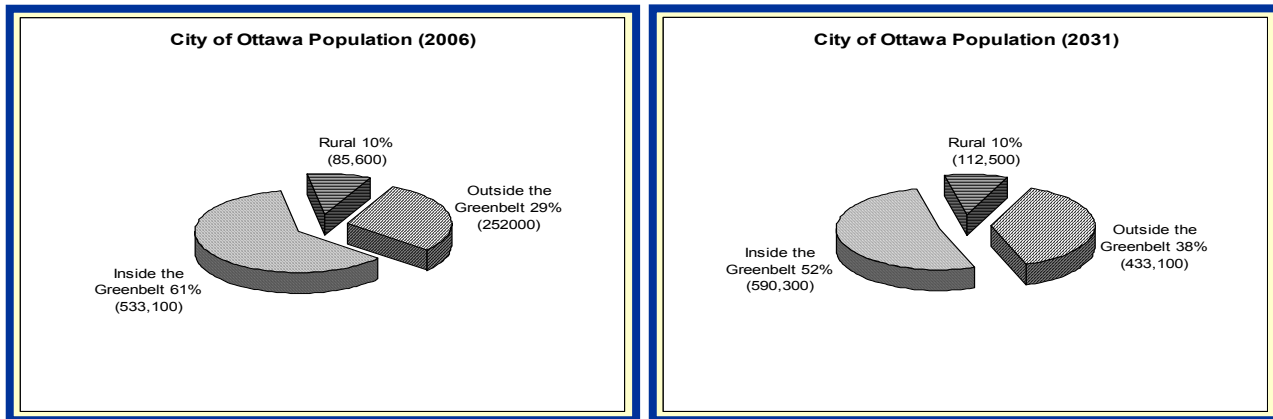 City of Ottawa Population (2006)
Rural 10%
(85,600)
Outside the
Greenbelt 29%
(252000)
Inside the
Greenbelt 61%
(533,100)
City of Ottawa Population (2031)
Rural 10%
(112,500)
Outside the
Greenbelt 38%
(433,100)
Inside the
Greenbelt 52%
(590,300)